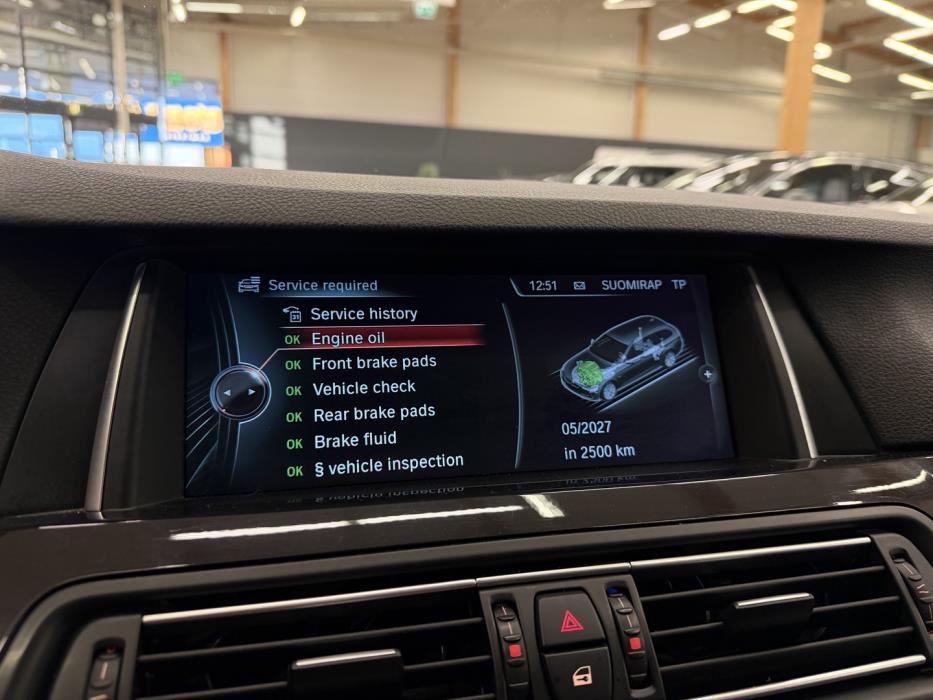 Service required
12:51 SUOMIRAP TP
Service history
OK Engine oil
OK Front brake pads
OK Vehicle check
OK Rear brake pads
OK Brake fluid
OK § vehicle inspection
05/2027
in 2500 km